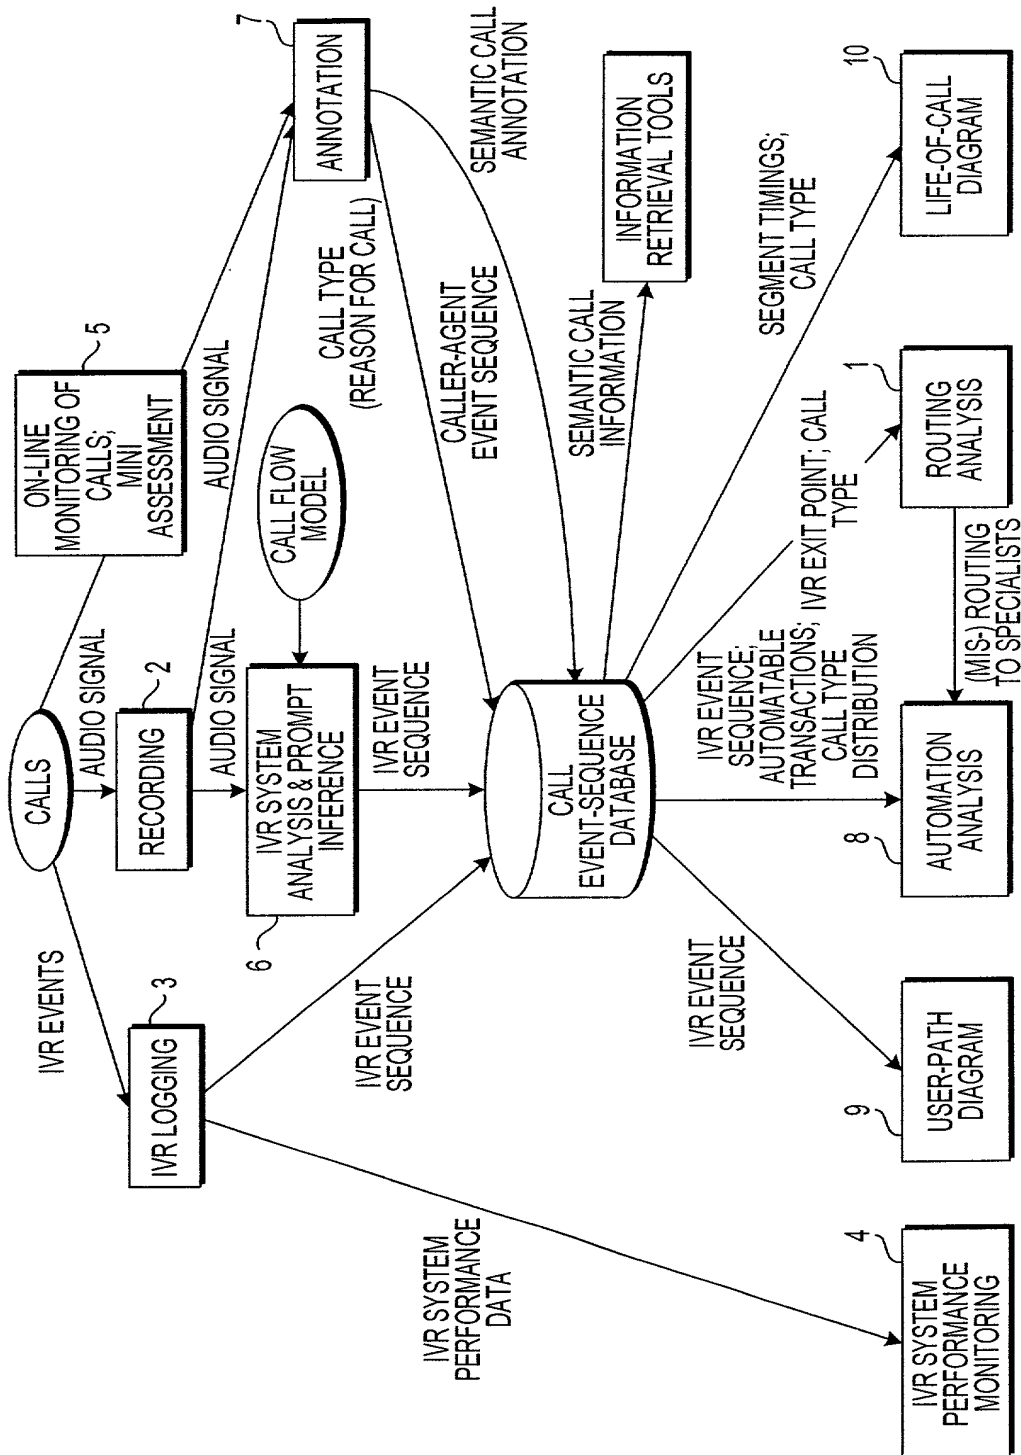 CALLS
IVR EVENTS
AUDIO SIGNAL
3
IVR LOGGING
2
RECORDING
5
ON-LINE
MONITORING OF
CALLS;
MINI
ASSESSMENT
7
ANNOTATION
AUDIO SIGNAL
AUDIO SIGNAL
6
IVR SYSTEM
ANALYSIS & PROMPT
INFERENCE
CALL FLOW
MODEL
CALL TYPE
(REASON FOR CALL)
SEMANTIC CALL
ANNOTATION
IVR EVENT
SEQUENCE
IVR EVENT
SEQUENCE
CALLER-AGENT
EVENT SEQUENCE
IVR SYSTEM
PERFORMANCE
DATA
CALL
EVENT-SEQUENCE
DATABASE
SEMANTIC CALL
INFORMATION
INFORMATION
RETRIEVAL TOOLS
IVR EVENT
SEQUENCE
IVR EVENT
SEQUENCE;
AUTOMATABLE
TRANSACTIONS;
CALL TYPE
DISTRIBUTION
IVR EXIT POINT; CALL
TYPE
SEGMENT TIMINGS;
CALL TYPE
4
IVR SYSTEM
PERFORMANCE
MONITORING
9
USER-PATH
DIAGRAM
8
AUTOMATION
ANALYSIS
(MIS-) ROUTING
TO SPECIALISTS
1
ROUTING
ANALYSIS
10
LIFE-OF-CALL
DIAGRAM